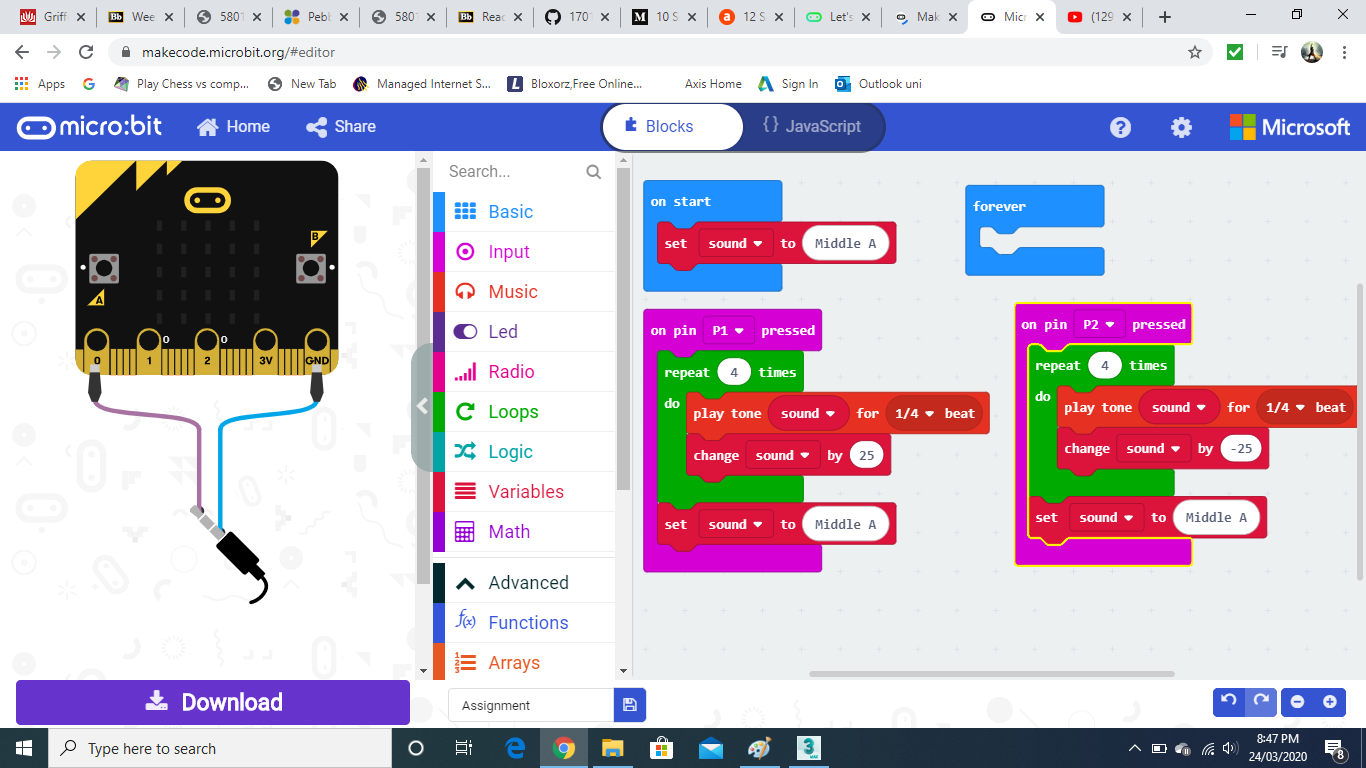 Griff
Wee
5801
Pebb
5801
Reac
1701
10 S
12 S
Let's
Mak
Micr
(129
makecode.microbit.org/#editor
Apps
Play Chess vs comp...
New Tab
Managed Internet S...
Bloxorz,Free Online...
Axis Home
Sign In
Outlook uni
micro:bit
Home
Share
Blocks
{} JavaScript
Microsoft
B
A
0
0
0 1 2 3V GND
Search...
Basic
Input
Music
Led
Radio
Loops
Logic
Variables
Math
Advanced
Functions
Arrays
on start
set sound to Middle A
forever
on pin P1 pressed
repeat 4 times
do
play tone sound for 1/4 beat
change sound by 25
set sound to Middle A
on pin P2 pressed
repeat 4 times
do
play tone sound for 1/4 beat
change sound by -25
set sound to Middle A
Download
Assignment
Type here to search
8:47 PM
24/03/2020
8